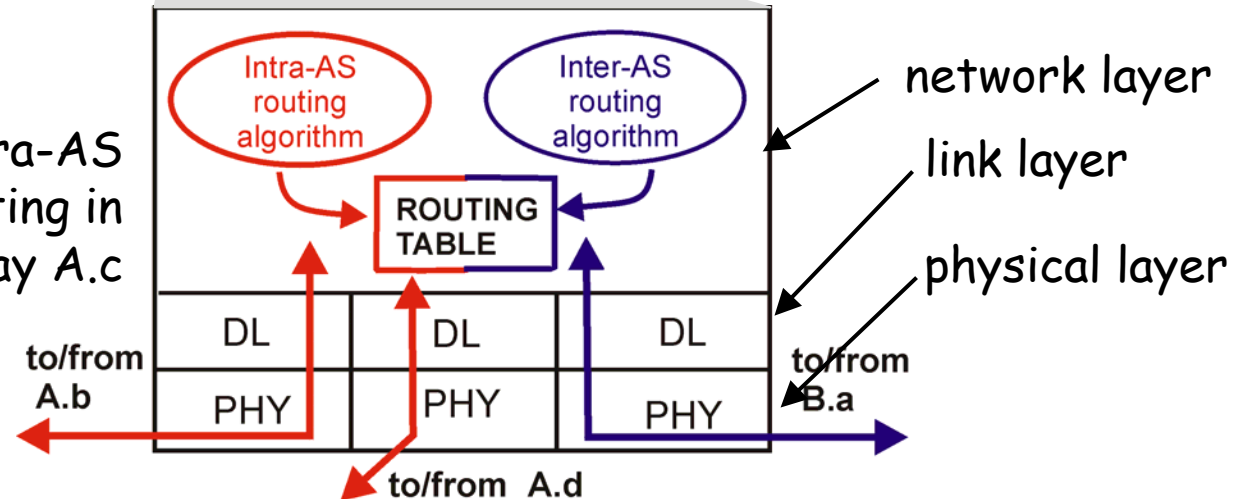 Intra-AS
routing
algorithm
Inter-AS
routing
algorithm
network layer
ra-AS
ting in
ay A.c
ROUTING
TABLE
link layer
physical layer
DL
DL
DL
to/from
A.b
to/from
B.a
PHY
PHY
PHY
to/from A.d